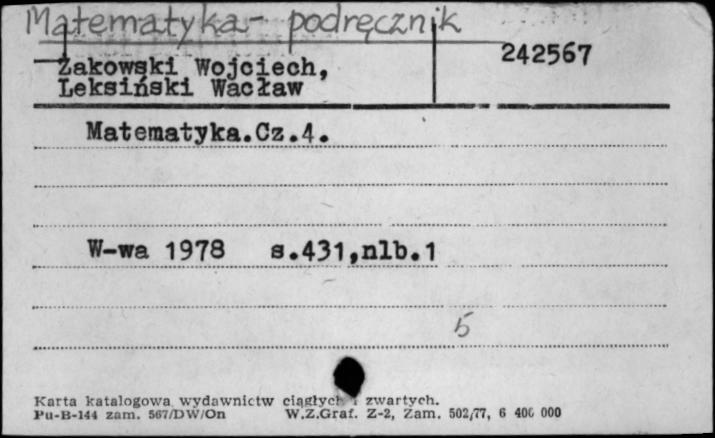 Matematyka - podręcznik
242567
Żakowski Wojciech,
Leksiński Wacław
Matematyka.Cz.4.
W-wa 1978 s.431,nlb.1
5
Karta katalogowa wydawnictw ciągłych i zwartych.
Pu-B-144 zam. 567/DW/On W.Z.Graf. Z-2, Zam. 502/77, 6 400 000